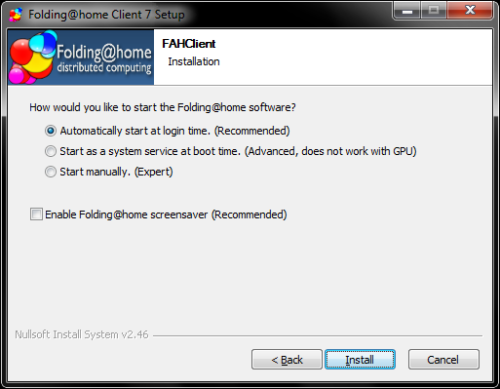 Folding@home Client 7 Setup
Folding@home
distributed computing
FAHClient
Installation
How would you like to start the Folding@home software?
Automatically start at login time. (Recommended)
Start as a system service at boot time. (Advanced, does not work with GPU)
Start manually. (Expert)
Enable Folding@home screensaver (Recommended)
Nullsoft Install System v2.46
< Back Install Cancel